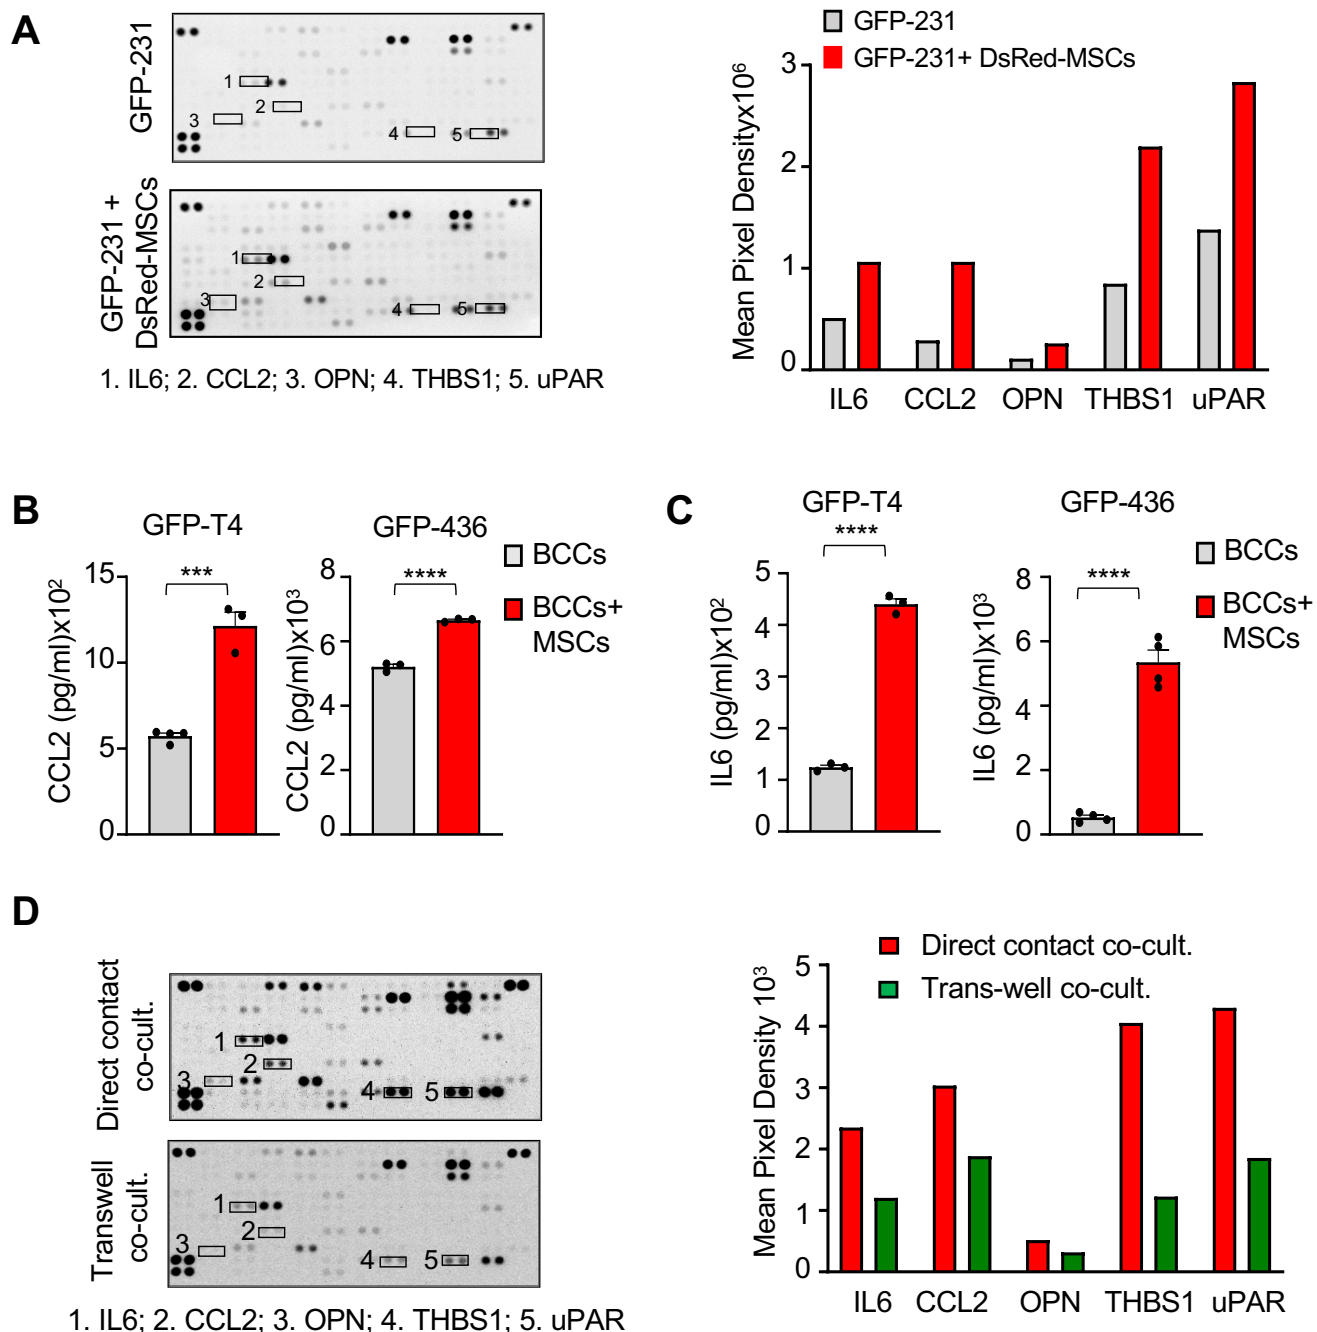 A
GFP-231
1
2
3
4
5
GFP-231 +
DsRed-MSCs
1
2
3
4
5
1. IL6; 2. CCL2; 3. OPN; 4. THBS1; 5. uPAR
GFP-231
GFP-231+ DsRed-MSCs
Mean Pixel Densityx10⁶
3
2
1
0
IL6 CCL2 OPN THBS1 uPAR
B
GFP-T4
***
CCL2 (pg/ml)x10²
15
10
5
0
GFP-436
****
CCL2 (pg/ml)x10³
8
6
4
2
0
BCCs
BCCs+
MSCs
C
GFP-T4
****
IL6 (pg/ml)x10²
5
4
3
2
1
0
GFP-436
****
IL6 (pg/ml)x10³
8
6
4
2
0
BCCs
BCCs+
MSCs
D
Direct contact
co-cult.
1
2
3
4
5
Transwell
co-cult.
1
2
3
4
5
1. IL6; 2. CCL2; 3. OPN; 4. THBS1; 5. uPAR
Direct contact co-cult.
Trans-well co-cult.
Mean Pixel Density 10³
5
4
3
2
1
0
IL6 CCL2 OPN THBS1 uPAR